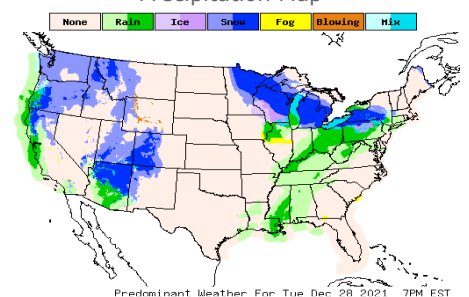 Precipitation Map
None Rain Ice Snow Fog Blowing Mix
Predominant Weather For Tue Dec 28 2021 7PM EST